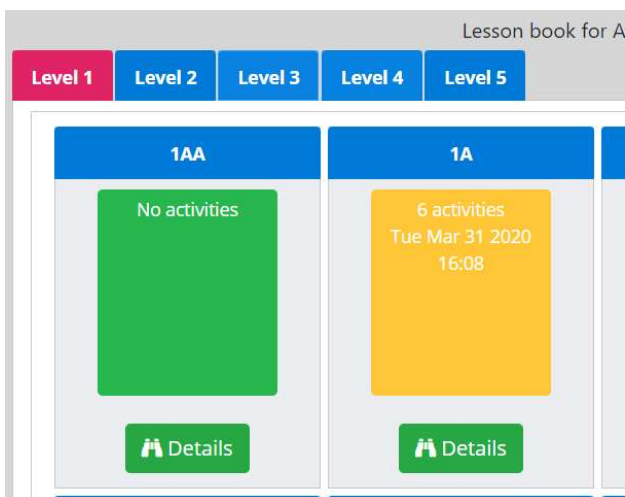 Lesson book for A
Level 1 Level 2 Level 3 Level 4 Level 5
1AA 1A
No activities
6 activities
Tue Mar 31 2020
16:08
Details Details